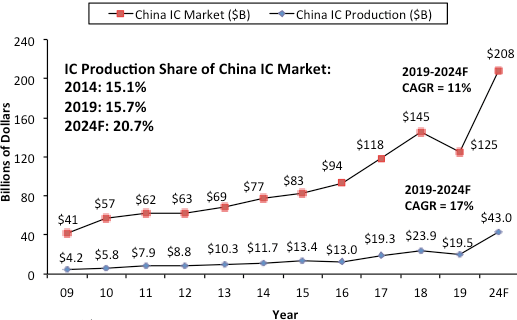 China IC Market ($B) China IC Production ($B)
240
200
160
120
80
40
0
Billions of Dollars
IC Production Share of China IC Market:
2014: 15.1%
2019: 15.7%
2024F: 20.7%
2019-2024F
CAGR = 11%
2019-2024F
CAGR = 17%
$41 $57 $62 $63 $69 $77 $83 $94 $118 $145 $125 $208
$4.2 $5.8 $7.9 $8.8 $10.3 $11.7 $13.4 $13.0 $19.3 $23.9 $19.5 $43.0
09 10 11 12 13 14 15 16 17 18 19 24F
Year